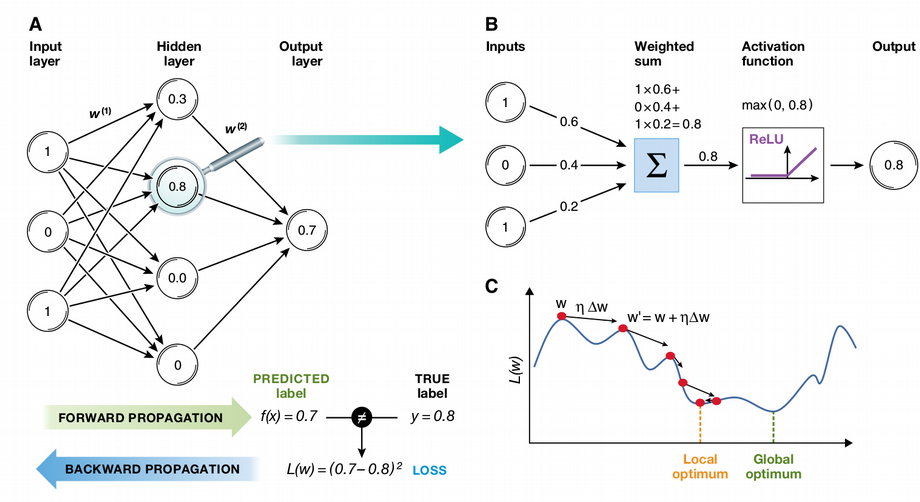 A
Input
layer
Hidden
layer
Output
layer
w(1)
w(2)
1
0
1
0.3
0.8
0.0
0
0.7
PREDICTED
label
TRUE
label
FORWARD PROPAGATION
f(x) = 0.7
≠
y = 0.8
BACKWARD PROPAGATION
L(w) = (0.7 – 0.8)²
LOSS
B
Inputs
Weighted
sum
Activation
function
Output
1×0.6+
0×0.4+
1×0.2=0.8
max(0, 0.8)
1
0
1
0.6
0.4
0.2
Σ
0.8
ReLU
0.8
C
L(w)
w
η Δw
w' = w + ηΔw
Local
optimum
Global
optimum